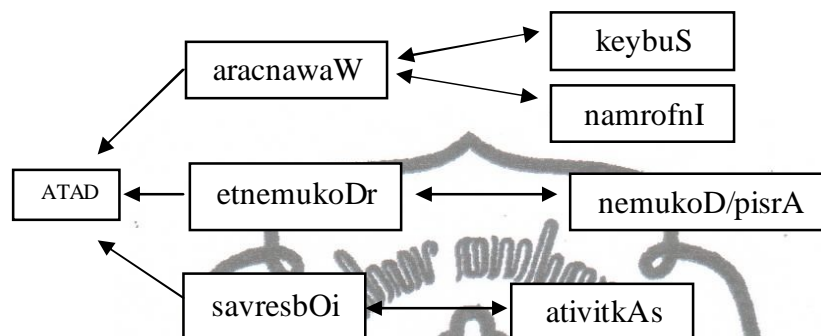 keybuS
aracnawaW
namrofnI
ATAD
etnemukoDr
nemukoD/pisrA
savresbOi
ativitkAs